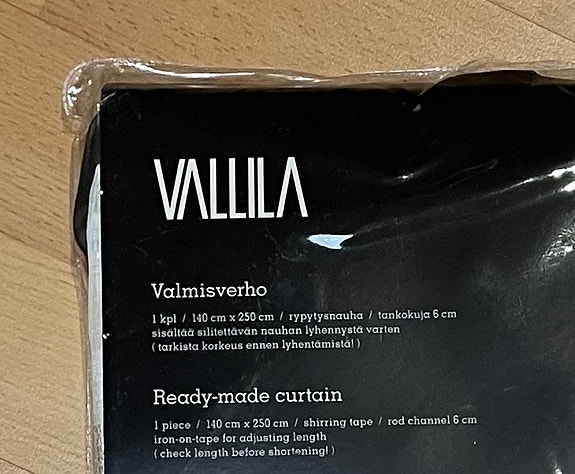 VALLILA
Valmisverho
1 kpl / 140 cm x 250 cm / rypytysnauha / tankokuja 6 cm
sisältää silitettävän nauhan lyhennystä varten
( tarkista korkeus ennen lyhentämistä! )
Ready-made curtain
1 piece / 140 cm x 250 cm / shirring tape / rod channel 6 cm
iron-on-tape for adjusting length
( check length before shortening! )